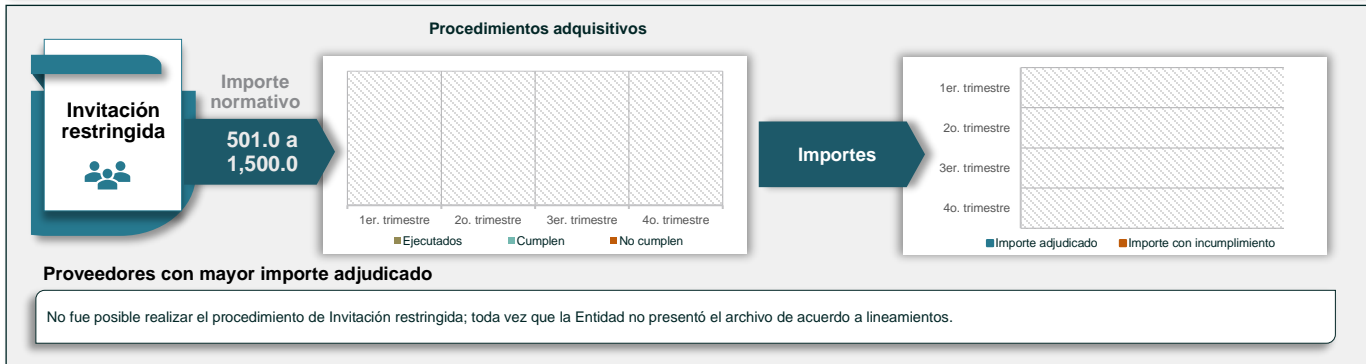 Procedimientos adquisitivos
Invitación
restringida
Importe
normativo
501.0 a
1,500.0
1er. trimestre
2o. trimestre
3er. trimestre
4o. trimestre
Ejecutados
Cumplen
No cumplen
Importes
1er. trimestre
2o. trimestre
3er. trimestre
4o. trimestre
Importe adjudicado
Importe con incumplimiento
Proveedores con mayor importe adjudicado
No fue posible realizar el procedimiento de Invitación restringida; toda vez que la Entidad no presentó el archivo de acuerdo a lineamientos.